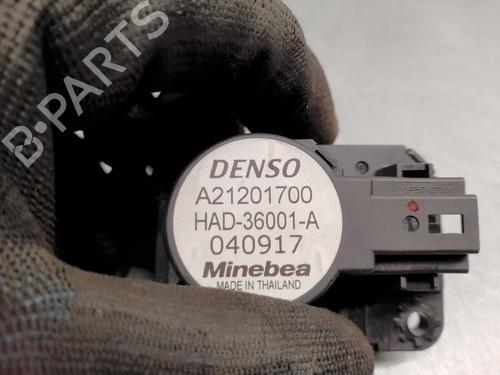 B-PARTS
DENSO
A21201700
HAD-36001-A
040917
Minebea
MADE IN THAILAND